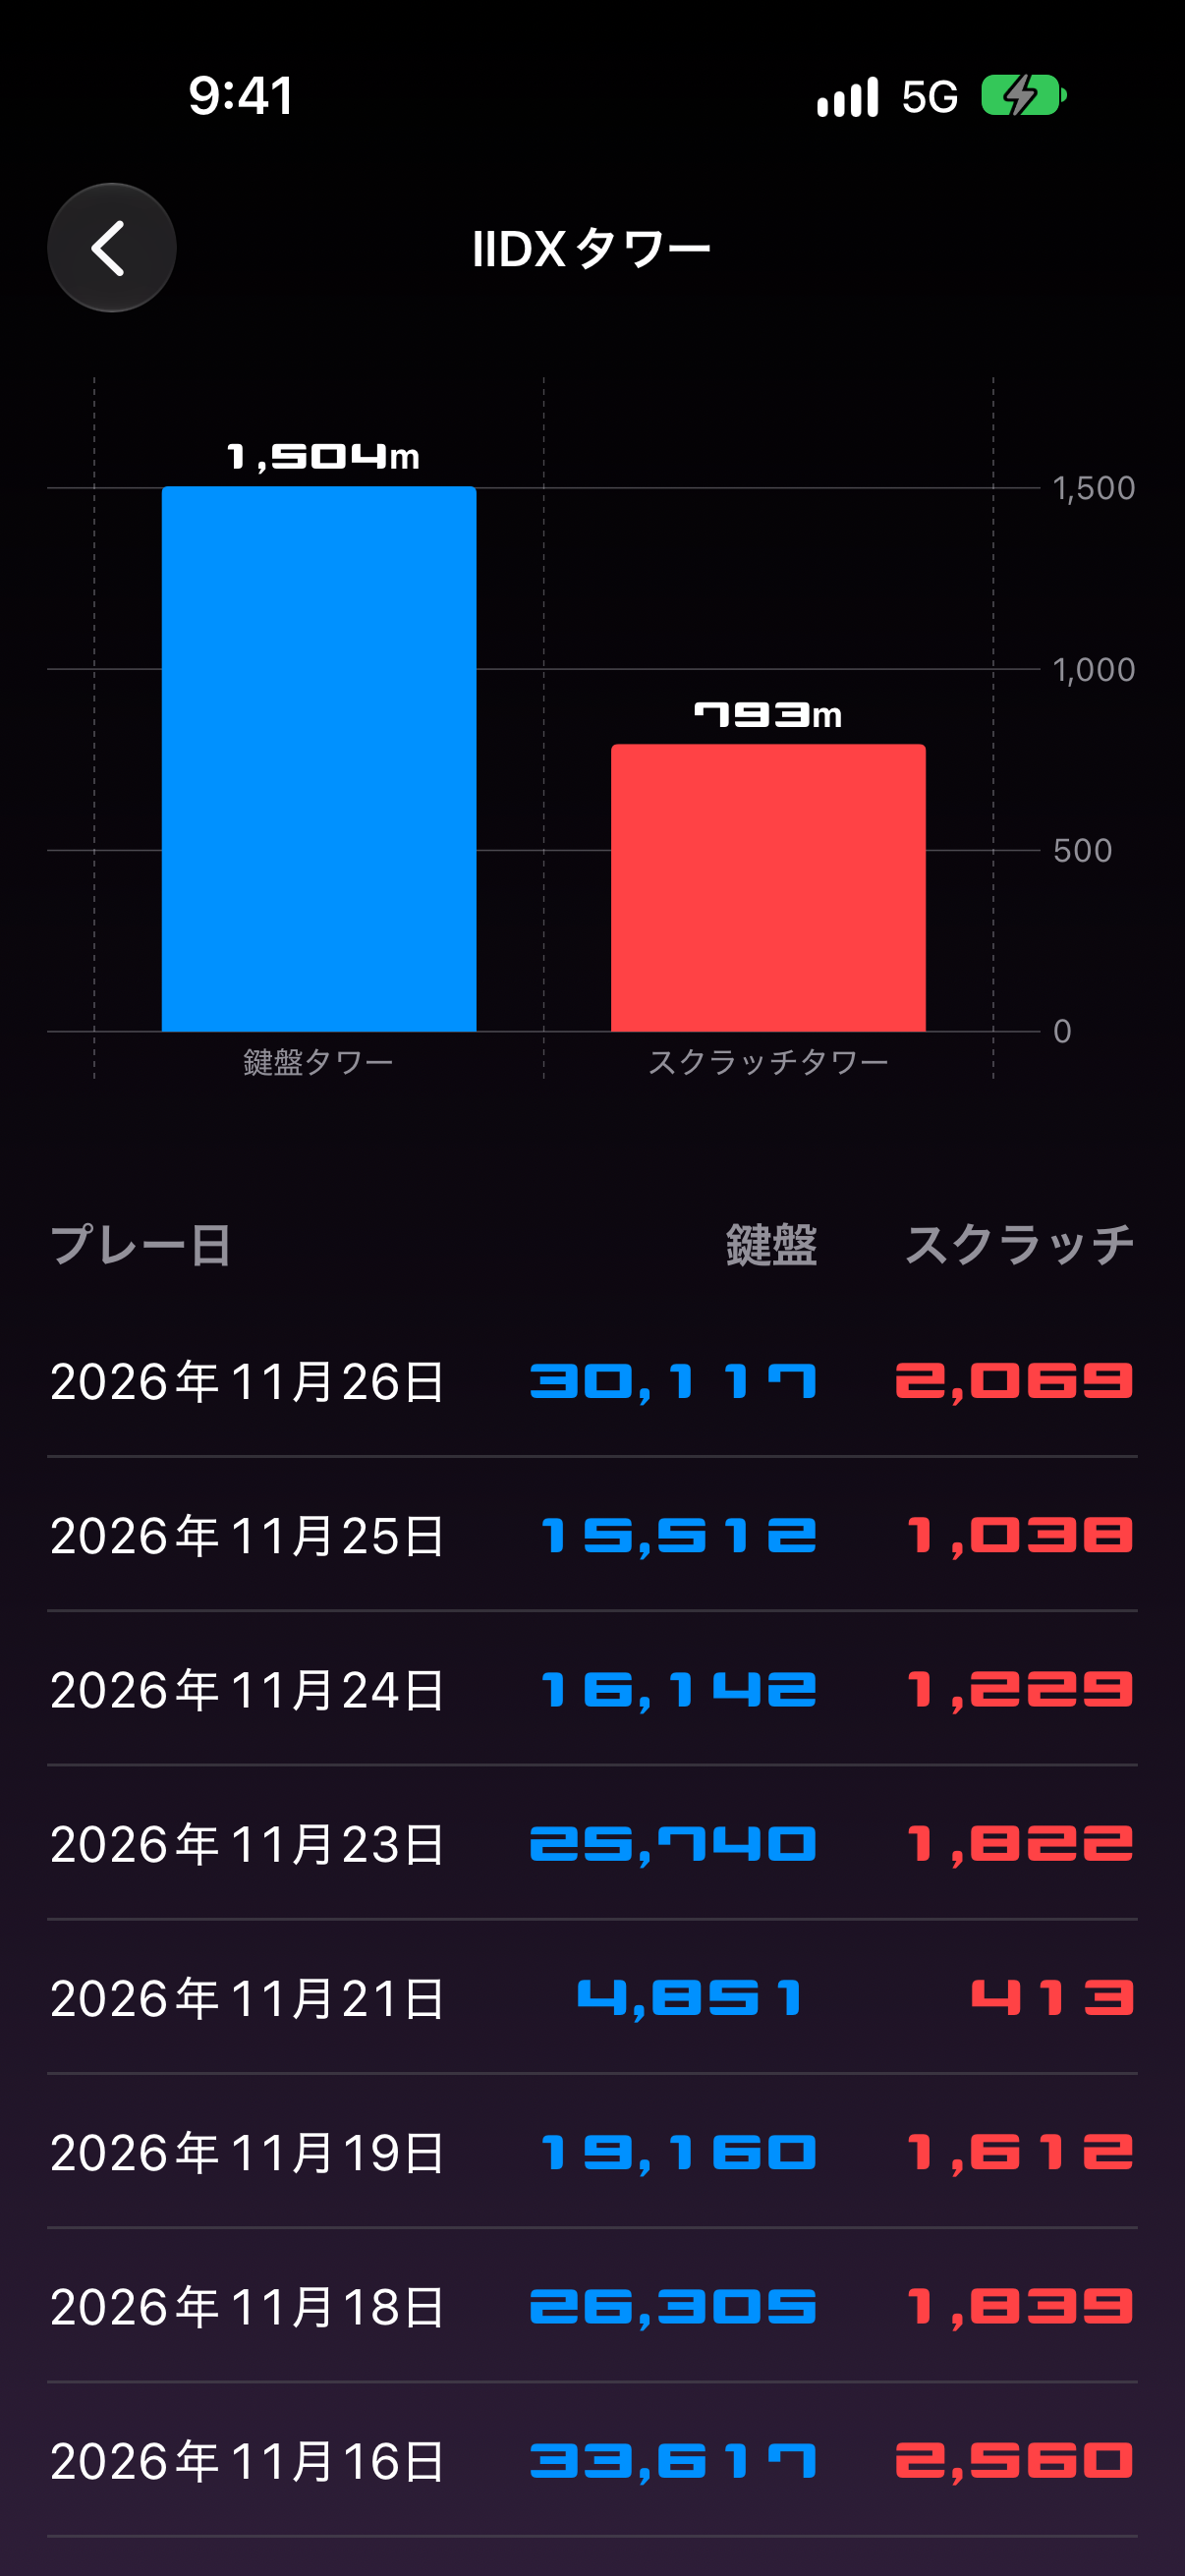 9:41 5G
IIDXタワー
1,504m
1,500
1,000
793m
500
0
鍵盤タワー スクラッチタワー
プレー日 鍵盤 スクラッチ
2026年11月26日 30,117 2,069
2026年11月25日 15,512 1,038
2026年11月24日 16,142 1,229
2026年11月23日 25,740 1,822
2026年11月21日 4,851 413
2026年11月19日 19,160 1,612
2026年11月18日 26,305 1,839
2026年11月16日 33,617 2,560